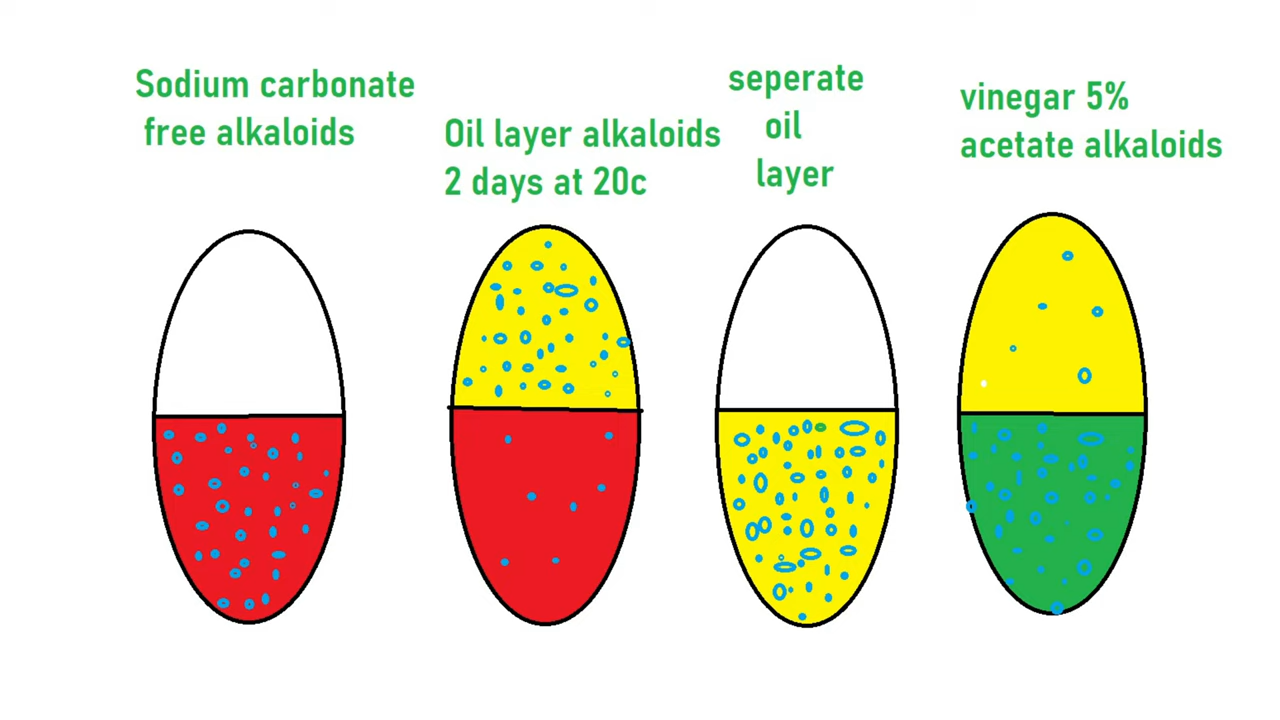 Sodium carbonate
free alkaloids
Oil layer alkaloids
2 days at 20c
seperate
oil
layer
vinegar 5%
acetate alkaloids